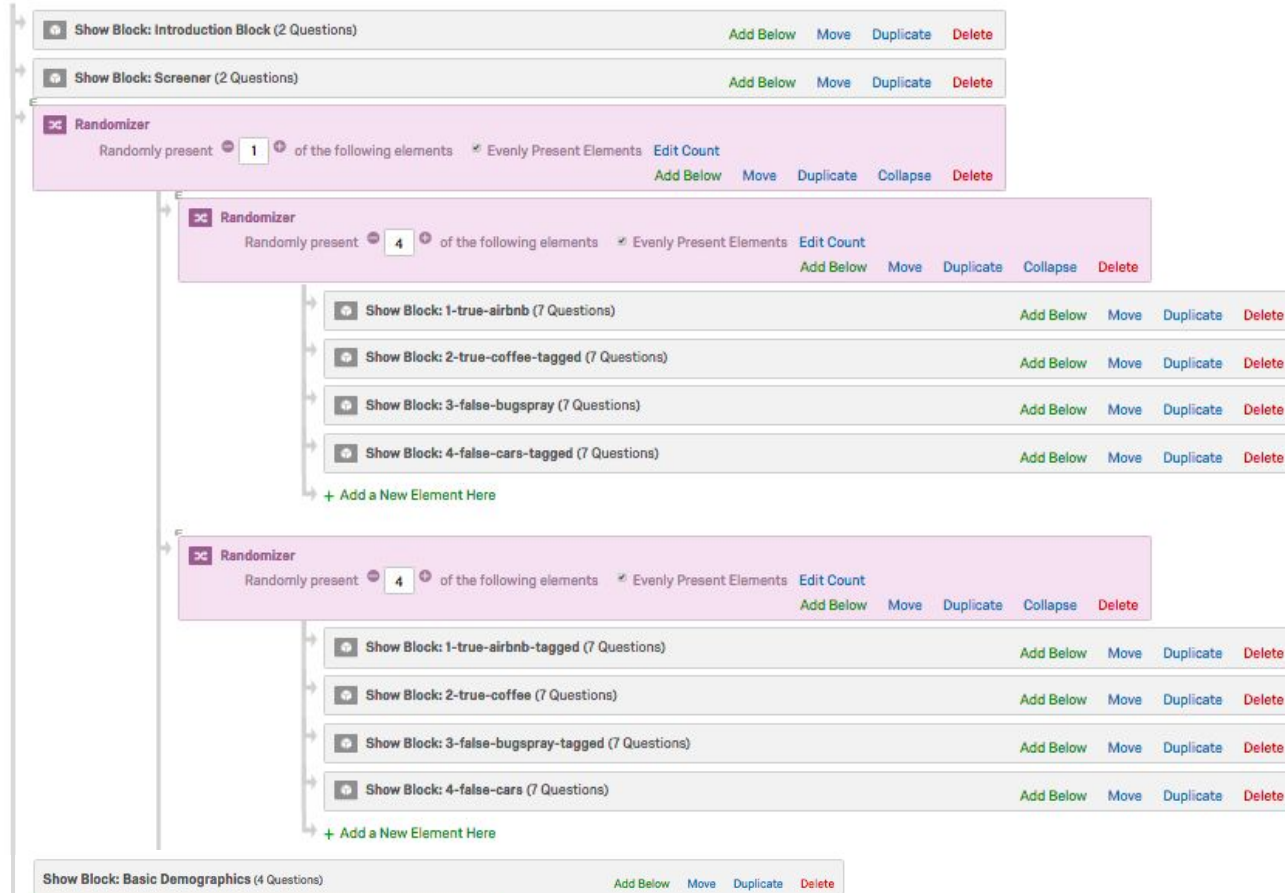 Show Block: Introduction Block (2 Questions) Add Below Move Duplicate Delete
Show Block: Screener (2 Questions) Add Below Move Duplicate Delete
Randomizer
Randomly present 1 of the following elements Evenly Present Elements Edit Count
Add Below Move Duplicate Collapse Delete
Randomizer
Randomly present 4 of the following elements Evenly Present Elements Edit Count
Add Below Move Duplicate Collapse Delete
Show Block: 1-true-airbnb (7 Questions) Add Below Move Duplicate Delete
Show Block: 2-true-coffee-tagged (7 Questions) Add Below Move Duplicate Delete
Show Block: 3-false-bugspray (7 Questions) Add Below Move Duplicate Delete
Show Block: 4-false-cars-tagged (7 Questions) Add Below Move Duplicate Delete
+ Add a New Element Here
Randomizer
Randomly present 4 of the following elements Evenly Present Elements Edit Count
Add Below Move Duplicate Collapse Delete
Show Block: 1-true-airbnb-tagged (7 Questions) Add Below Move Duplicate Delete
Show Block: 2-true-coffee (7 Questions) Add Below Move Duplicate Delete
Show Block: 3-false-bugspray-tagged (7 Questions) Add Below Move Duplicate Delete
Show Block: 4-false-cars (7 Questions) Add Below Move Duplicate Delete
+ Add a New Element Here
Show Block: Basic Demographics (4 Questions) Add Below Move Duplicate Delete